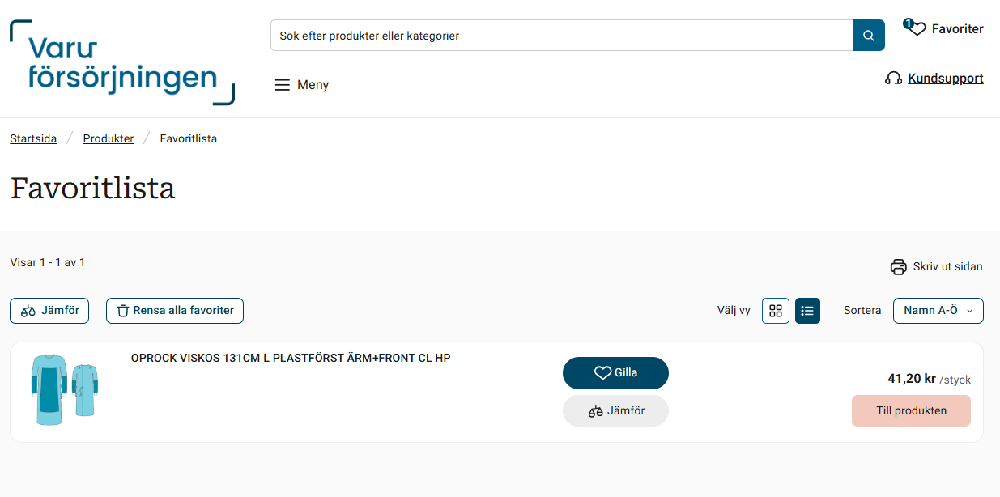 Varu
försörjningen
Sök efter produkter eller kategorier
1
Favoriter
Meny
Kundsupport
Startsida / Produkter / Favoritlista
Favoritlista
Visar 1 - 1 av 1
Skriv ut sidan
Jämför
Rensa alla favoriter
Välj vy
Sortera
Namn A-Ö
OPROCK VISKOS 131CM L PLASTFÖRST ÄRM+FRONT CL HP
Gilla
Jämför
41,20 kr /styck
Till produkten